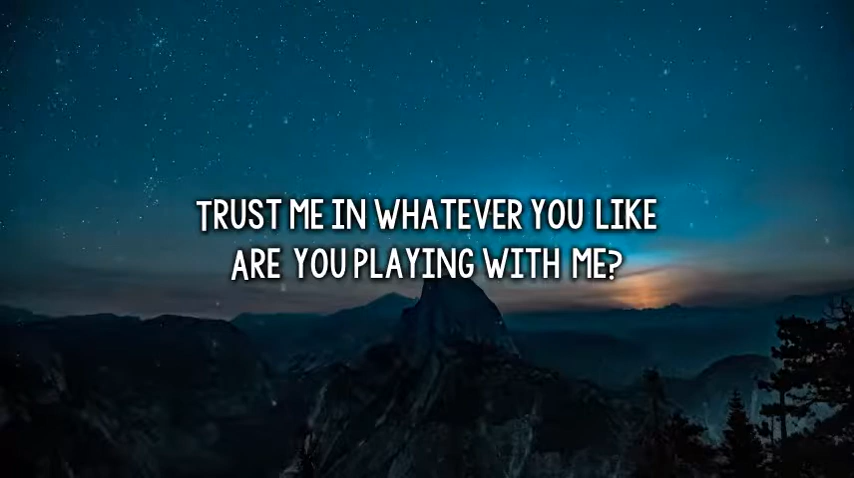 TRUST ME IN WHATEVER YOU LIKE
ARE YOU PLAYING WITH ME?